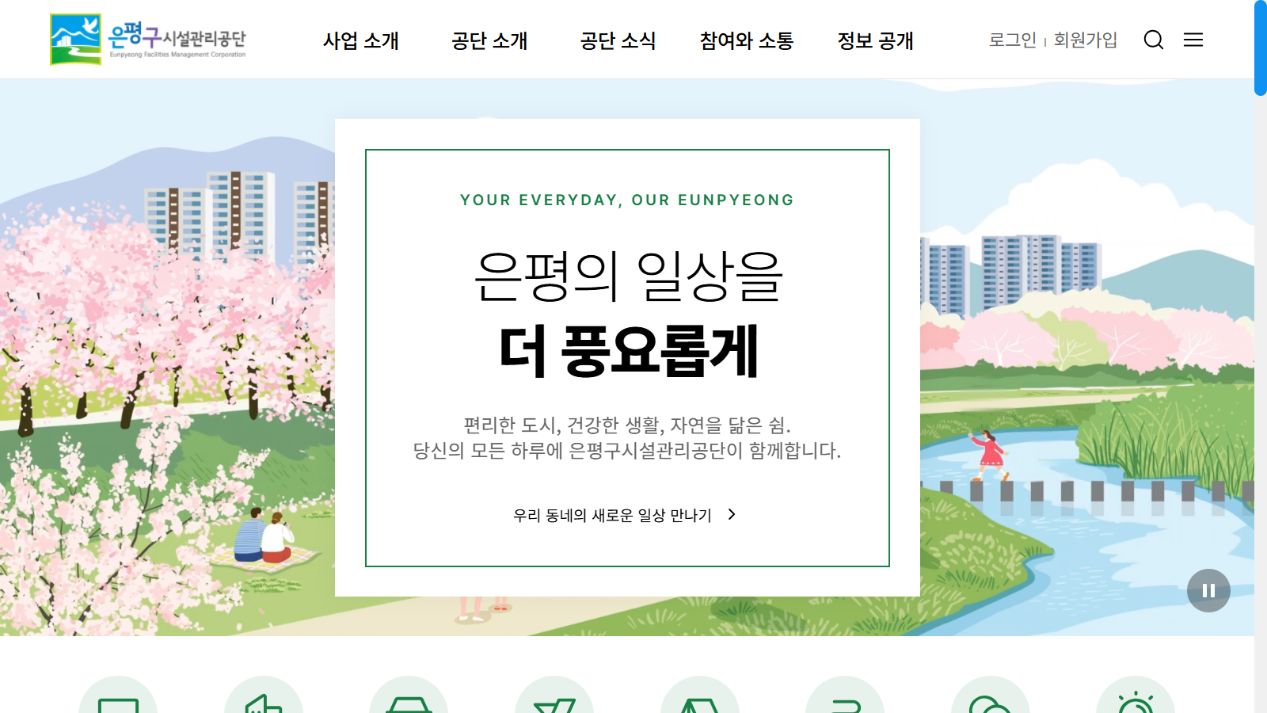 은평구시설관리공단
Eunpyeong Facilities Management Corporation
사업 소개
공단 소개
공단 소식
참여와 소통
정보 공개
로그인
회원가입
YOUR EVERYDAY, OUR EUNPYEONG
은평의 일상을
더 풍요롭게
편리한 도시, 건강한 생활, 자연을 닮은 쉼.
당신의 모든 하루에 은평구시설관리공단이 함께합니다.
우리 동네의 새로운 일상 만나기